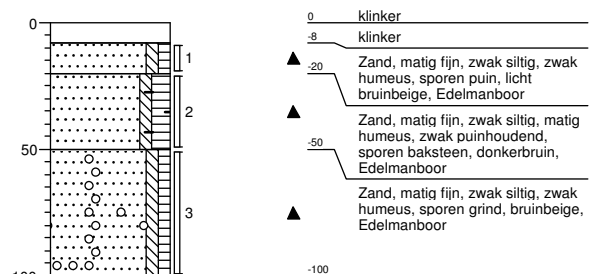 0
50
1
2
3
0 klinker
-8 klinker
-20 Zand, matig fijn, zwak siltig, zwak
humeus, sporen puin, licht
bruinbeige, Edelmanboor
-50 Zand, matig fijn, zwak siltig, matig
humeus, zwak puinhoudend,
sporen baksteen, donkerbruin,
Edelmanboor
Zand, matig fijn, zwak siltig, zwak
humeus, sporen grind, bruinbeige,
Edelmanboor
-100